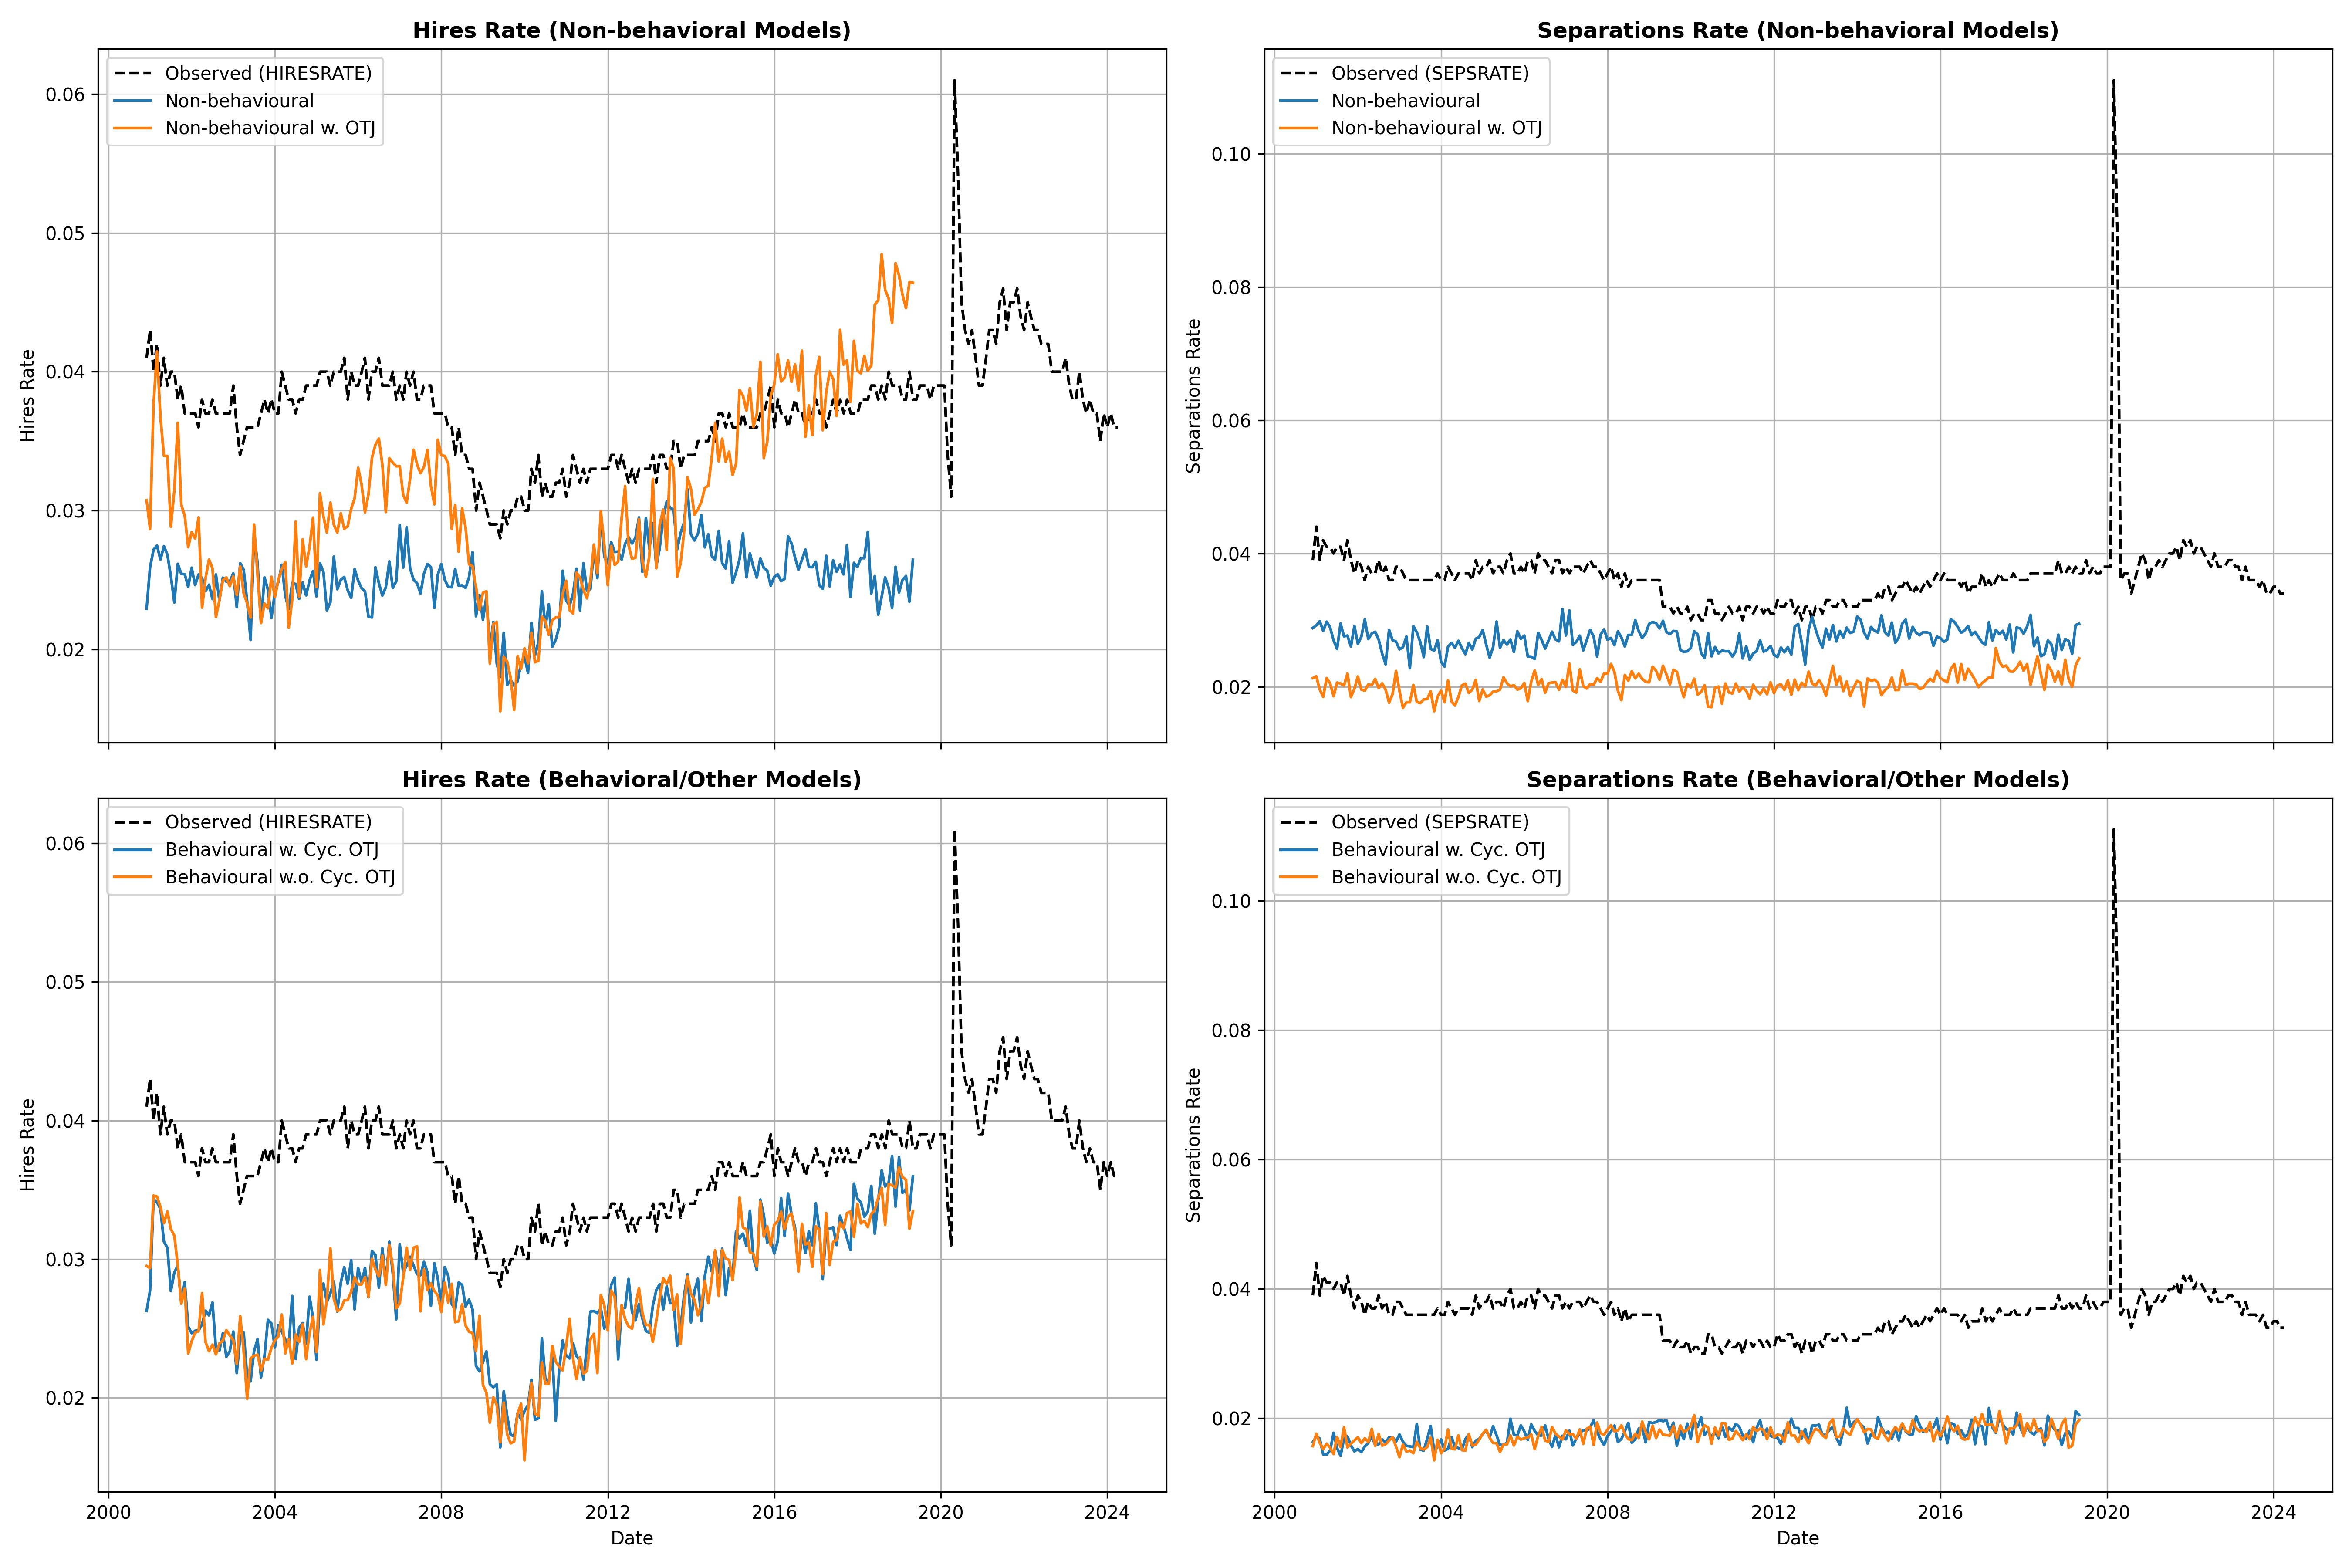 Hires Rate (Non-behavioral Models)
Hires Rate
0.06
0.05
0.04
0.03
0.02
Observed (HIRESRATE)
Non-behavioural
Non-behavioural w. OTJ
Separations Rate (Non-behavioral Models)
Separations Rate
0.10
0.08
0.06
0.04
0.02
Observed (SEPSRATE)
Non-behavioural
Non-behavioural w. OTJ
Hires Rate (Behavioral/Other Models)
Hires Rate
0.06
0.05
0.04
0.03
0.02
Observed (HIRESRATE)
Behavioural w. Cyc. OTJ
Behavioural w.o. Cyc. OTJ
2000 2004 2008 2012 2016 2020 2024
Date
Separations Rate (Behavioral/Other Models)
Separations Rate
0.10
0.08
0.06
0.04
0.02
Observed (SEPSRATE)
Behavioural w. Cyc. OTJ
Behavioural w.o. Cyc. OTJ
2000 2004 2008 2012 2016 2020 2024
Date